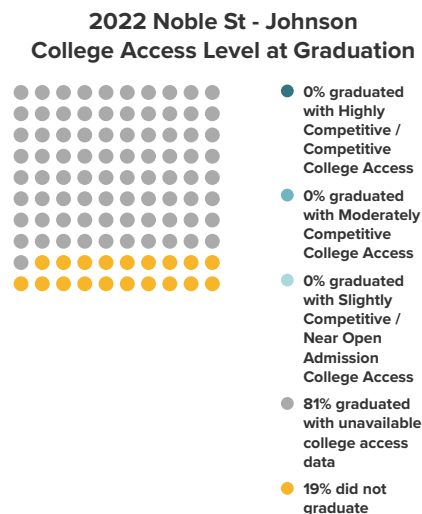 2022 Noble St - Johnson
College Access Level at Graduation
0% graduated
with Highly
Competitive /
Competitive
College Access
0% graduated
with Moderately
Competitive
College Access
0% graduated
with Slightly
Competitive /
Near Open
Admission
College Access
81% graduated
with unavailable
college access
data
19% did not
graduate